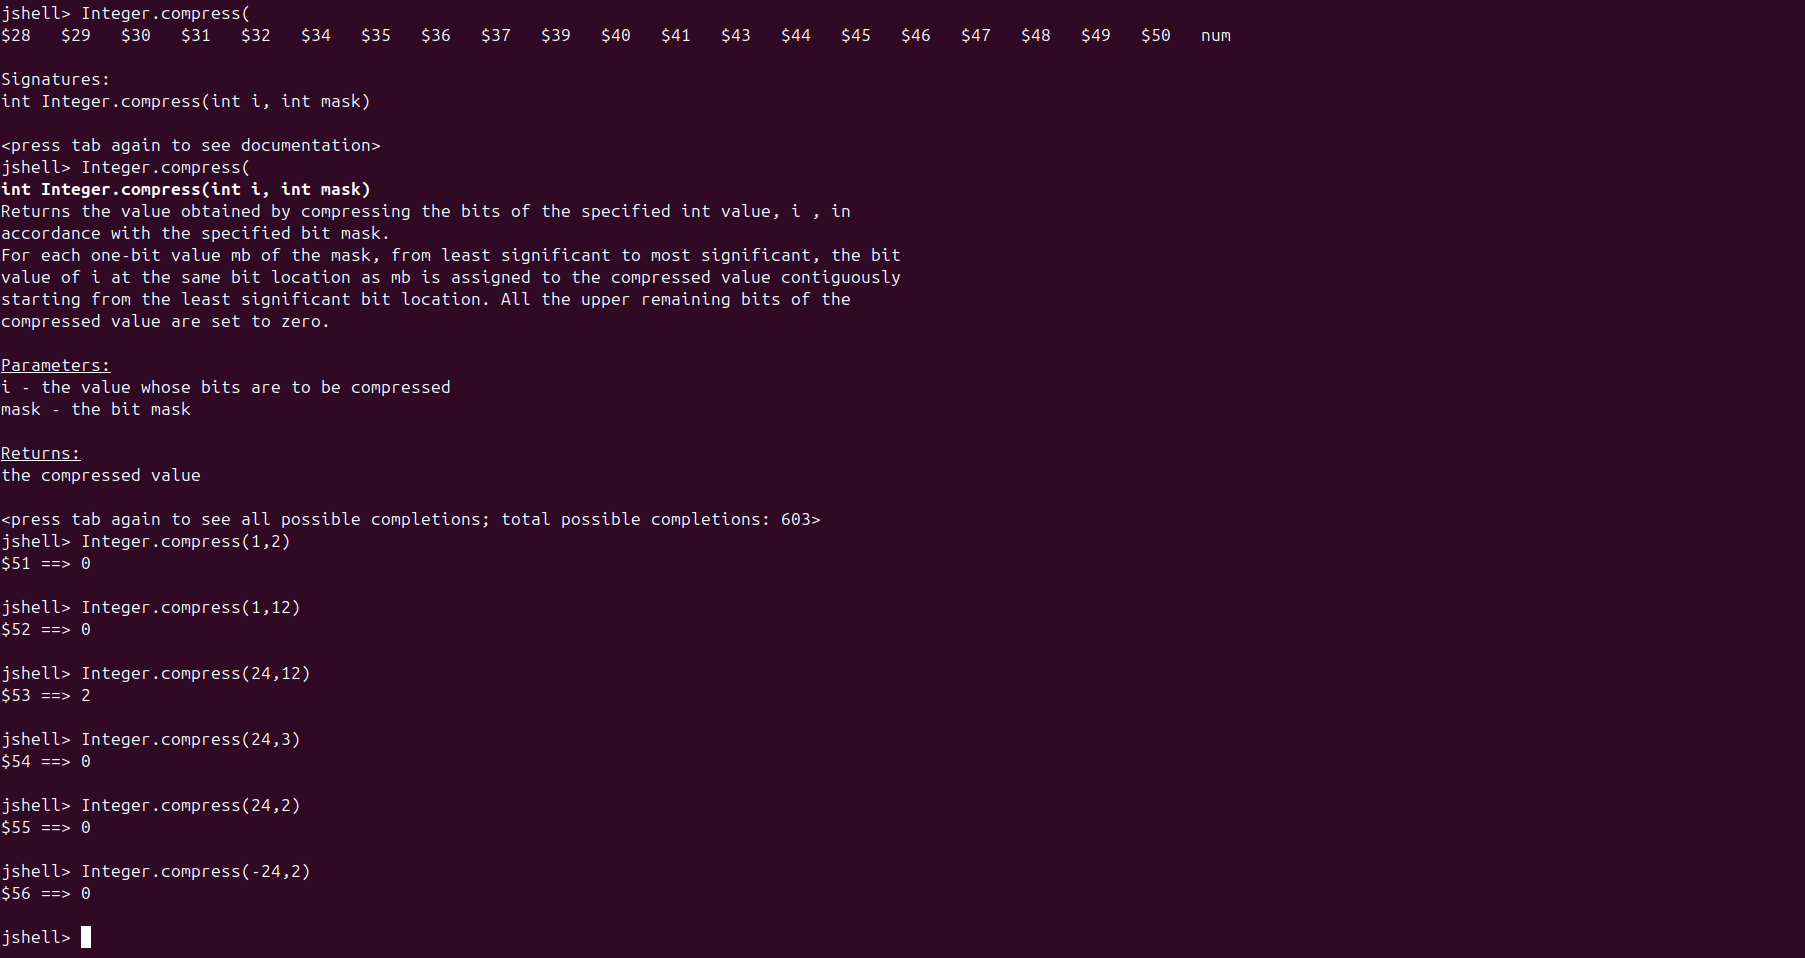 jshell> Integer.compress(
$28   $29   $30   $31   $32   $34   $35   $36   $37   $39   $40   $41   $43   $44   $45   $46   $47   $48   $49   $50   num
Signatures:
int Integer.compress(int i, int mask)
<press tab again to see documentation>
jshell> Integer.compress(
int Integer.compress(int i, int mask)
Returns the value obtained by compressing the bits of the specified int value, i , in
accordance with the specified bit mask.
For each one-bit value mb of the mask, from least significant to most significant, the bit
value of i at the same bit location as mb is assigned to the compressed value contiguously
starting from the least significant bit location. All the upper remaining bits of the
compressed value are set to zero.
Parameters:
i - the value whose bits are to be compressed
mask - the bit mask
Returns:
the compressed value
<press tab again to see all possible completions; total possible completions: 603>
jshell> Integer.compress(1,2)
$51 ==> 0
jshell> Integer.compress(1,12)
$52 ==> 0
jshell> Integer.compress(24,12)
$53 ==> 2
jshell> Integer.compress(24,3)
$54 ==> 0
jshell> Integer.compress(24,2)
$55 ==> 0
jshell> Integer.compress(-24,2)
$56 ==> 0
jshell>